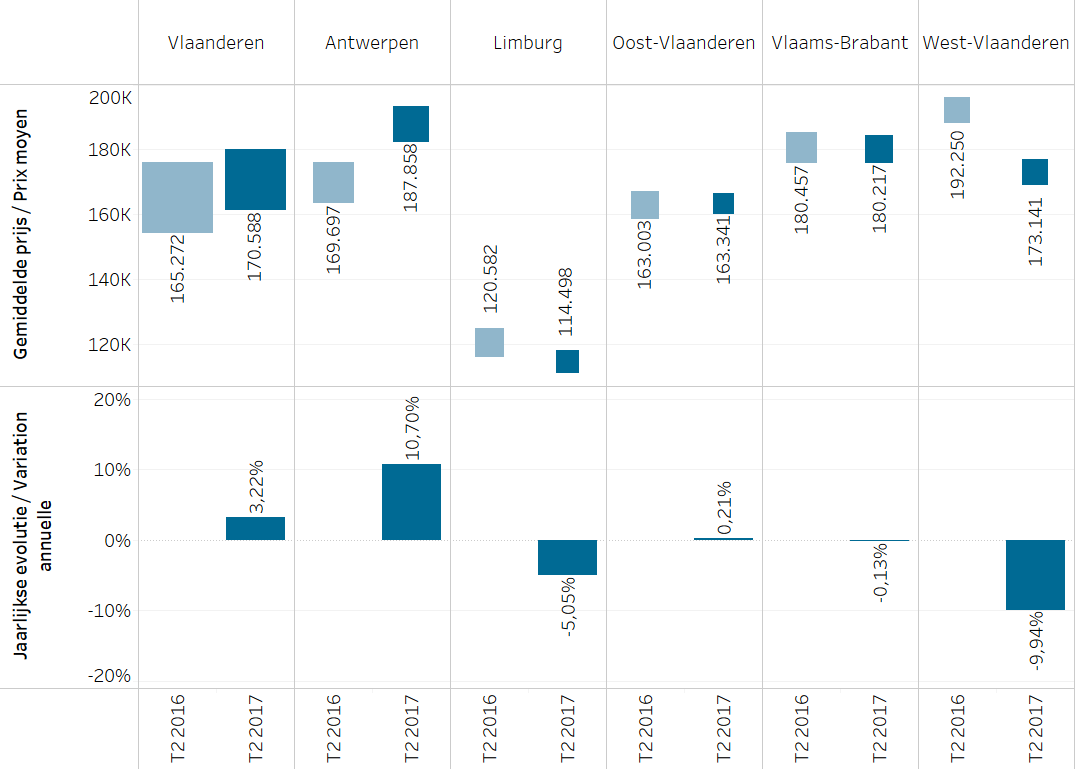 Vlaanderen
Antwerpen
Limburg
Oost-Vlaanderen
Vlaams-Brabant
West-Vlaanderen
Gemiddelde prijs / Prix moyen
200K
180K
160K
140K
120K
165.272
170.588
169.697
187.858
120.582
114.498
163.003
163.341
180.457
180.217
192.250
173.141
Jaarlijkse evolutie / Variation
annuelle
20%
10%
0%
-10%
-20%
3,22%
10,70%
-5,05%
0,21%
-0,13%
-9,94%
T2 2016
T2 2017
T2 2016
T2 2017
T2 2016
T2 2017
T2 2016
T2 2017
T2 2016
T2 2017
T2 2016
T2 2017